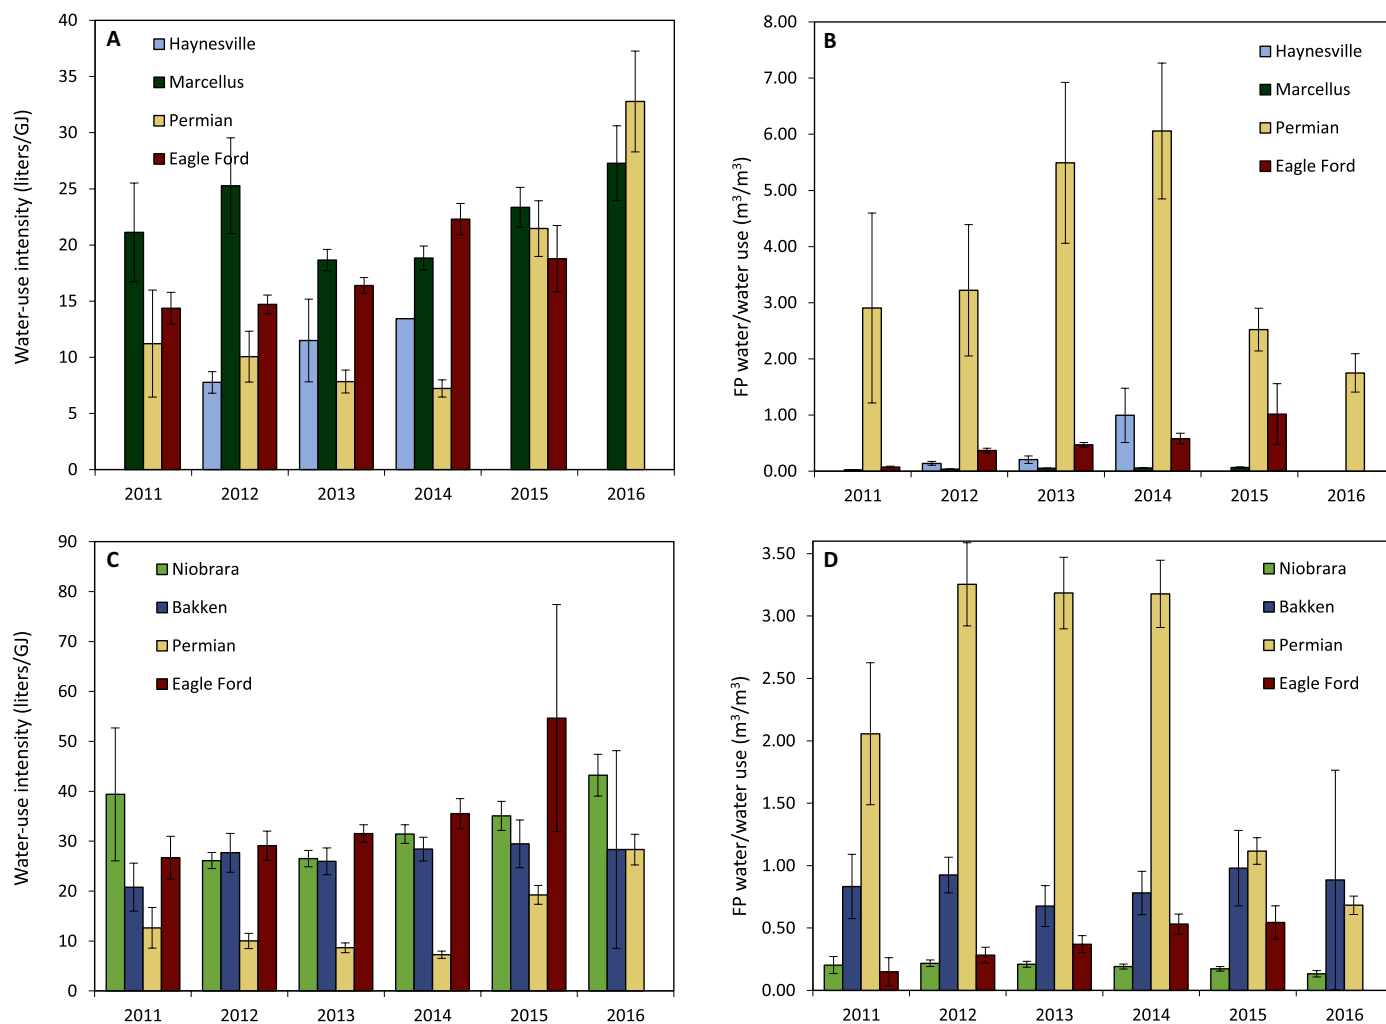 A
Water-use intensity (liters/GJ)
40
35
30
25
20
15
10
5
0
Haynesville
Marcellus
Permian
Eagle Ford
2011 2012 2013 2014 2015 2016
B
FP water/water use (m³/m³)
8.00
7.00
6.00
5.00
4.00
3.00
2.00
1.00
0.00
Haynesville
Marcellus
Permian
Eagle Ford
2011 2012 2013 2014 2015 2016
C
Water-use intensity (liters/GJ)
90
80
70
60
50
40
30
20
10
0
Niobrara
Bakken
Permian
Eagle Ford
2011 2012 2013 2014 2015 2016
D
FP water/water use (m³/m³)
3.50
3.00
2.50
2.00
1.50
1.00
0.50
0.00
Niobrara
Bakken
Permian
Eagle Ford
2011 2012 2013 2014 2015 2016